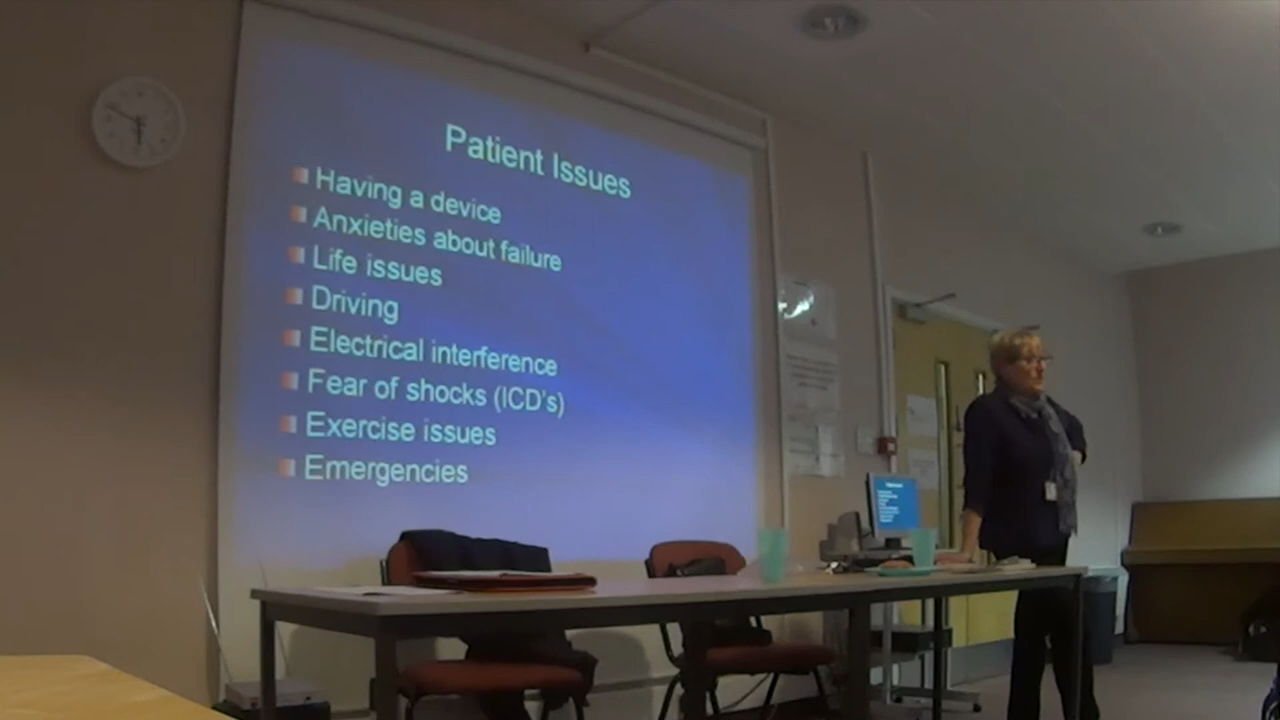 Patient Issues
Having a device
Anxieties about failure
Life issues
Driving
Electrical interference
Fear of shocks (ICD's)
Exercise issues
Emergencies